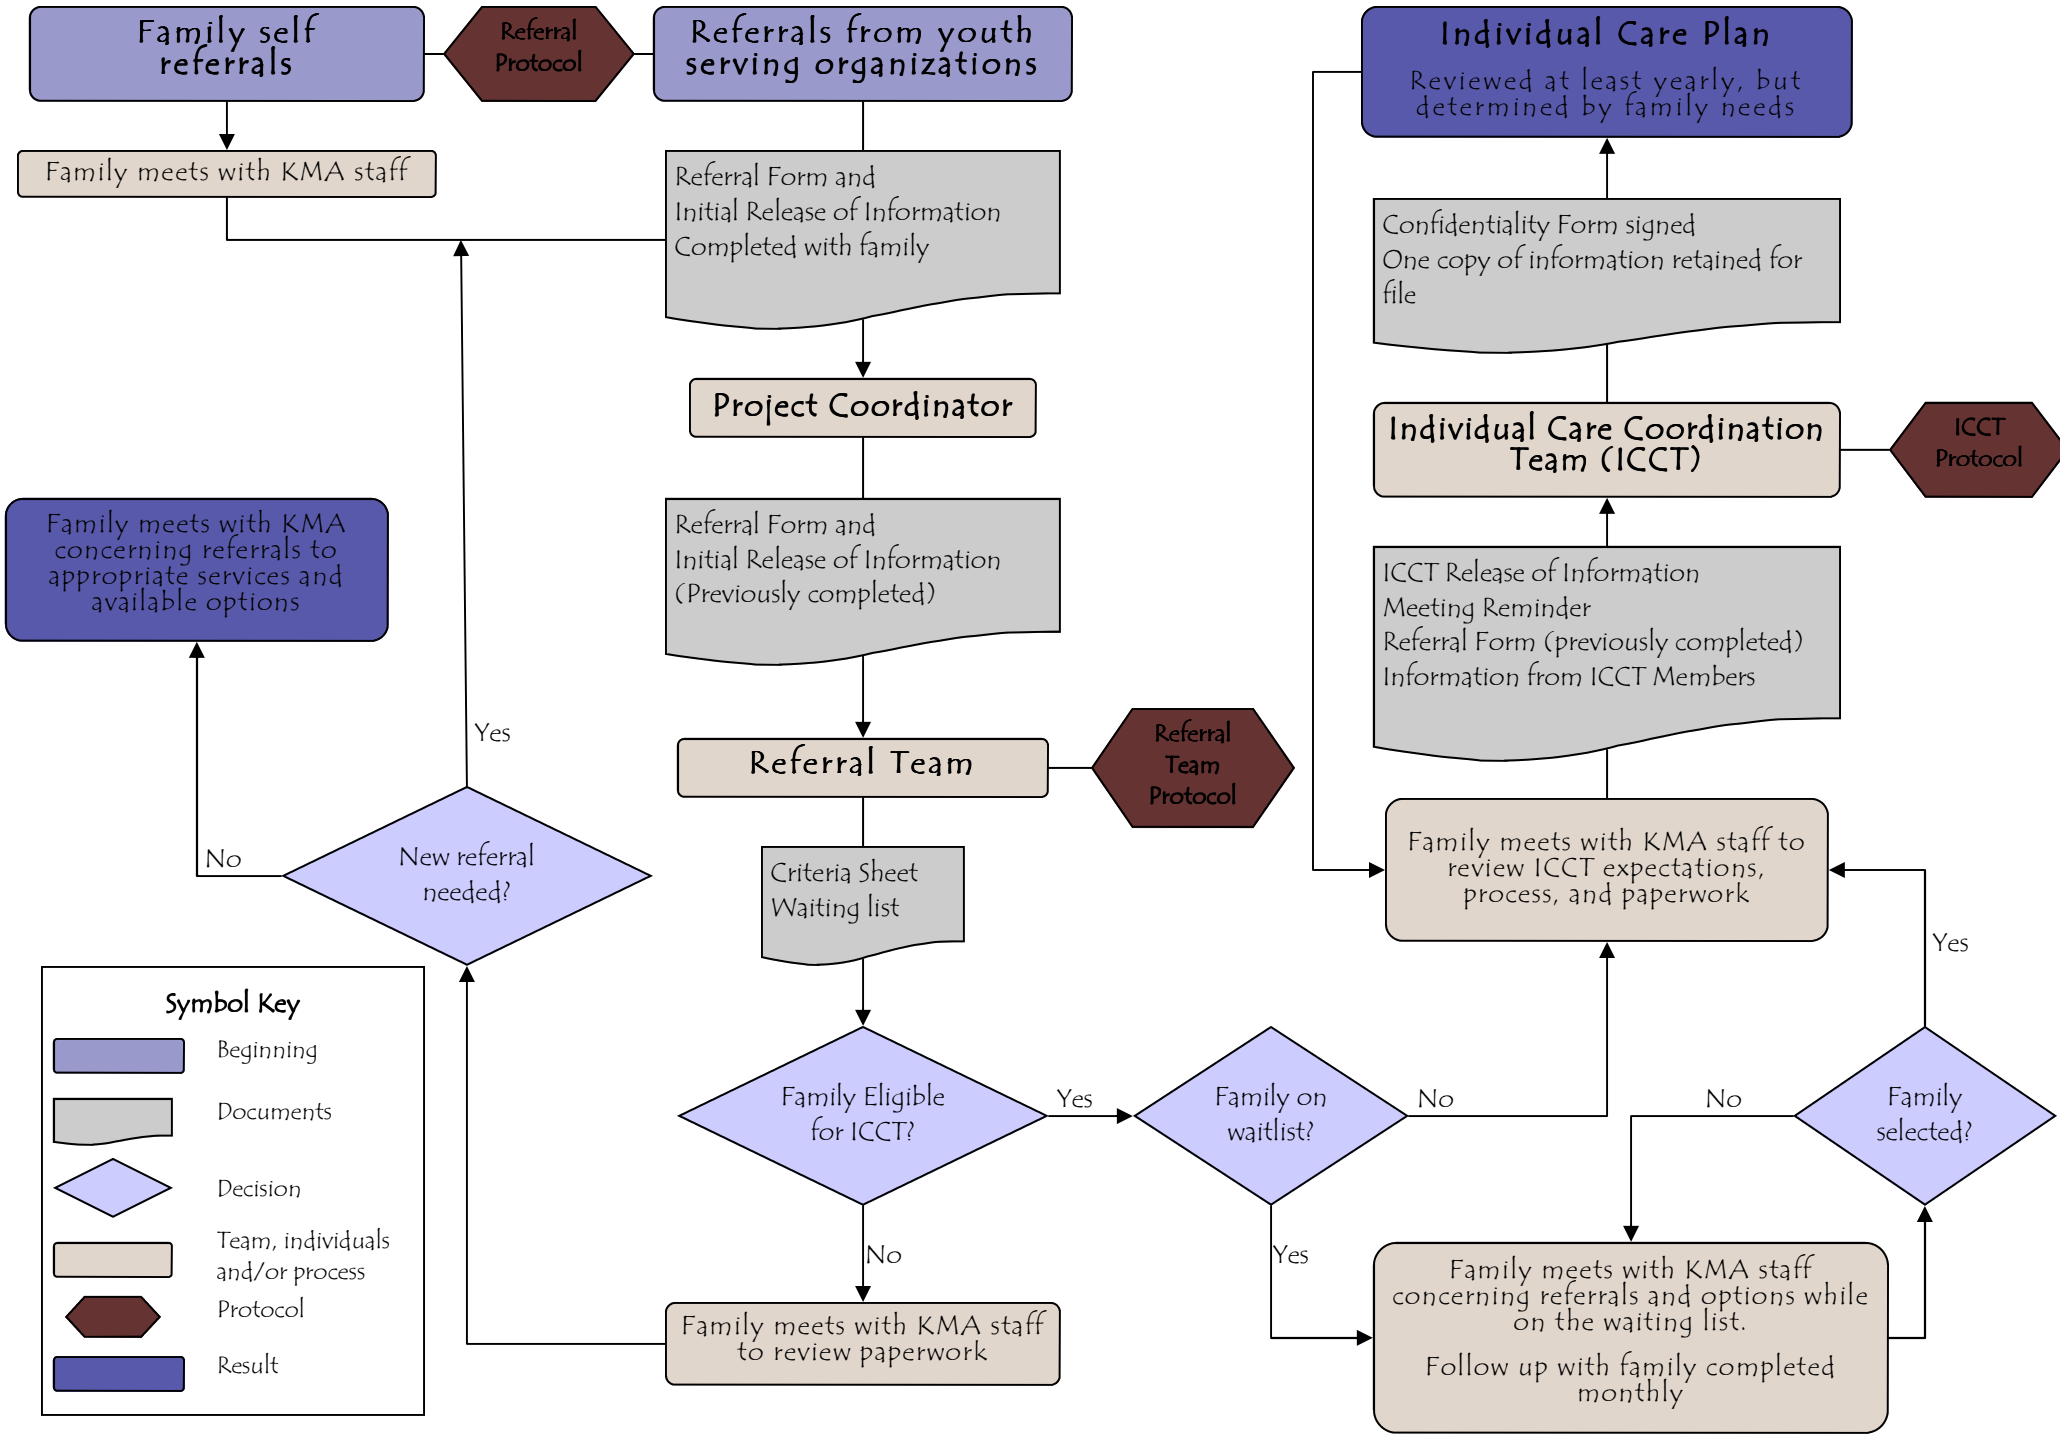 Family self
referrals
Referral
Protocol
Referrals from youth
serving organizations
Family meets with KMA staff
Referral Form and
Initial Release of Information
Completed with family
Project Coordinator
Referral Form and
Initial Release of Information
(Previously completed)
Referral Team
Referral
Team
Protocol
Criteria Sheet
Waiting list
Family Eligible
for ICCT?
Yes
No
Family meets with KMA staff
to review paperwork
New referral
needed?
Yes
No
Family meets with KMA
concerning referrals to
appropriate services and
available options
Family on
waitlist?
No
Yes
Family meets with KMA staff
concerning referrals and options while
on the waiting list.
Follow up with family completed
monthly
Family
selected?
No
Yes
Family meets with KMA staff to
review ICCT expectations,
process, and paperwork
ICCT Release of Information
Meeting Reminder
Referral Form (previously completed)
Information from ICCT Members
Individual Care Coordination
Team (ICCT)
ICCT
Protocol
Confidentiality Form signed
One copy of information retained for
file
Individual Care Plan
Reviewed at least yearly, but
determined by family needs
Symbol Key
Beginning
Documents
Decision
Team, individuals
and/or process
Protocol
Result